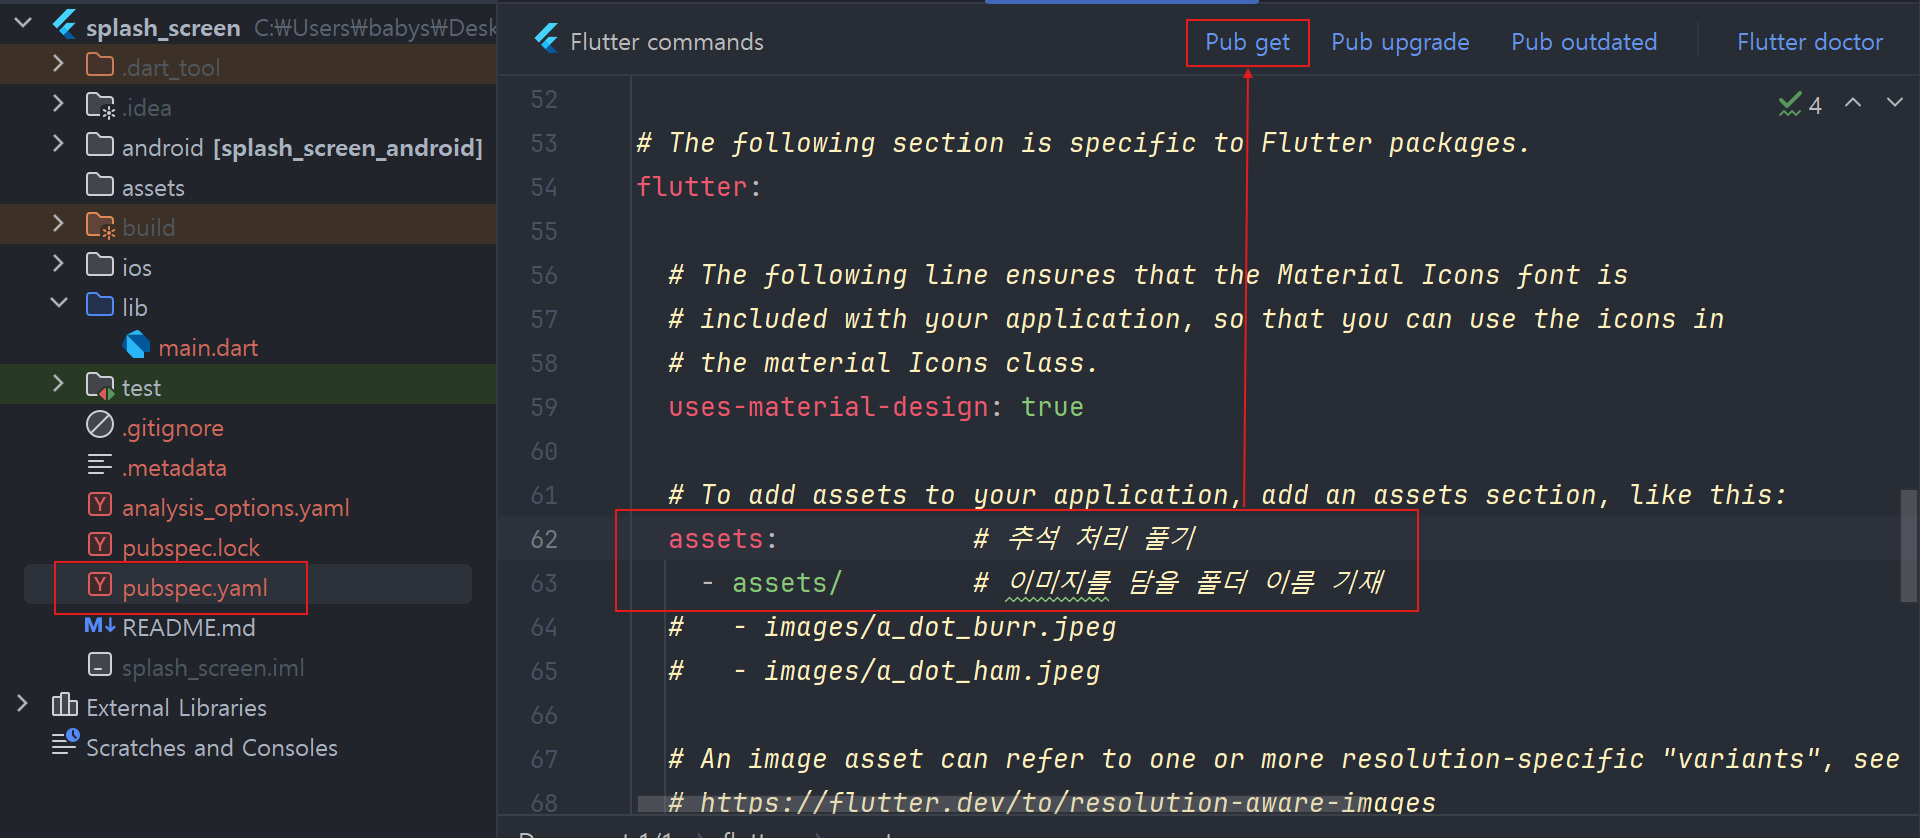 splash_screen C:₩Users₩babys₩Desk
.dart_tool
.idea
android [splash_screen_android]
assets
build
ios
lib
main.dart
test
.gitignore
.metadata
analysis_options.yaml
pubspec.lock
pubspec.yaml
README.md
splash_screen.iml
External Libraries
Scratches and Consoles
Flutter commands Pub get Pub upgrade Pub outdated Flutter doctor
4
52
53 # The following section is specific to Flutter packages.
54 flutter:
55
56 # The following line ensures that the Material Icons font is
57 # included with your application, so that you can use the icons in
58 # the material Icons class.
59 uses-material-design: true
60
61 # To add assets to your application, add an assets section, like this:
62 assets: # 추석 처리 풀기
63 - assets/ # 이미지를 담을 폴더 이름 기재
64 # - images/a_dot_burr.jpeg
65 # - images/a_dot_ham.jpeg
66
67 # An image asset can refer to one or more resolution-specific "variants", see
68 # https://flutter.dev/to/resolution-aware-images